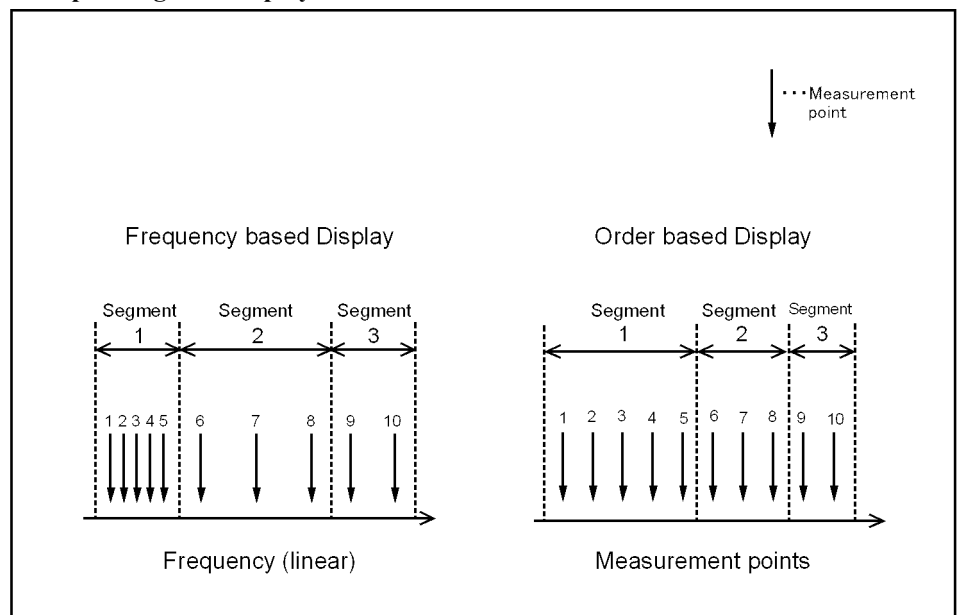 ···Measurement
point
Frequency based Display
Order based Display
Segment Segment Segment
1 2 3
Segment Segment Segment
1 2 3
1 2 3 4 5 6 7 8 9 10
1 2 3 4 5 6 7 8 9 10
Frequency (linear)
Measurement points